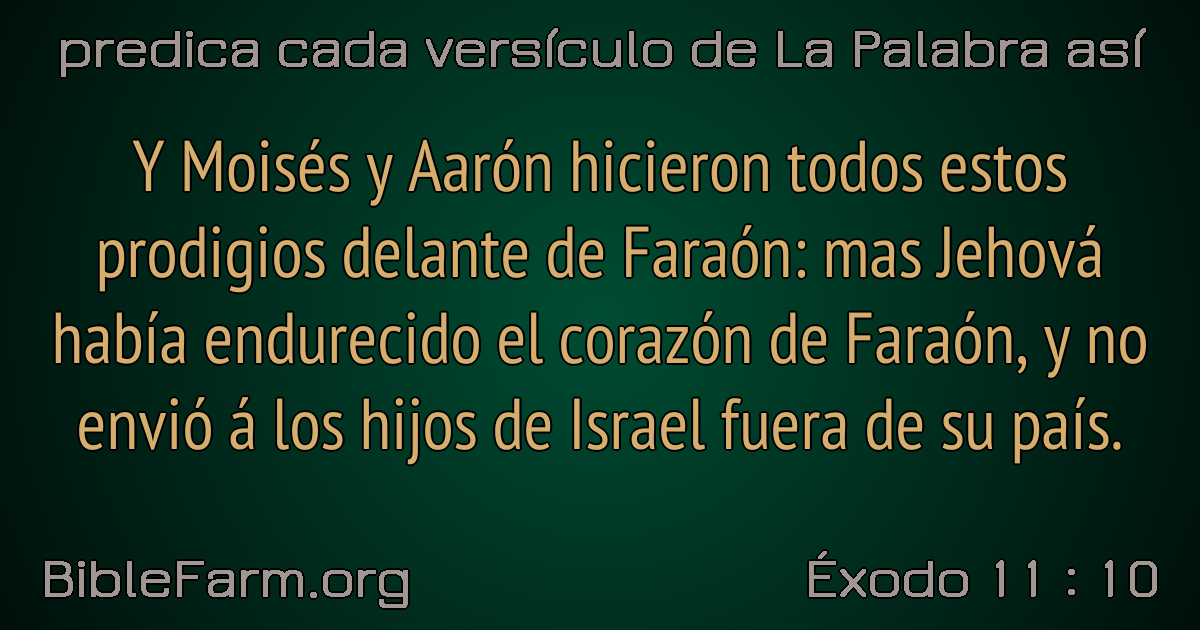 predica cada versículo de La Palabra así
Y Moisés y Aarón hicieron todos estos
prodigios delante de Faraón: mas Jehová
había endurecido el corazón de Faraón, y no
envió á los hijos de Israel fuera de su país.
BibleFarm.org
Éxodo 11 : 10